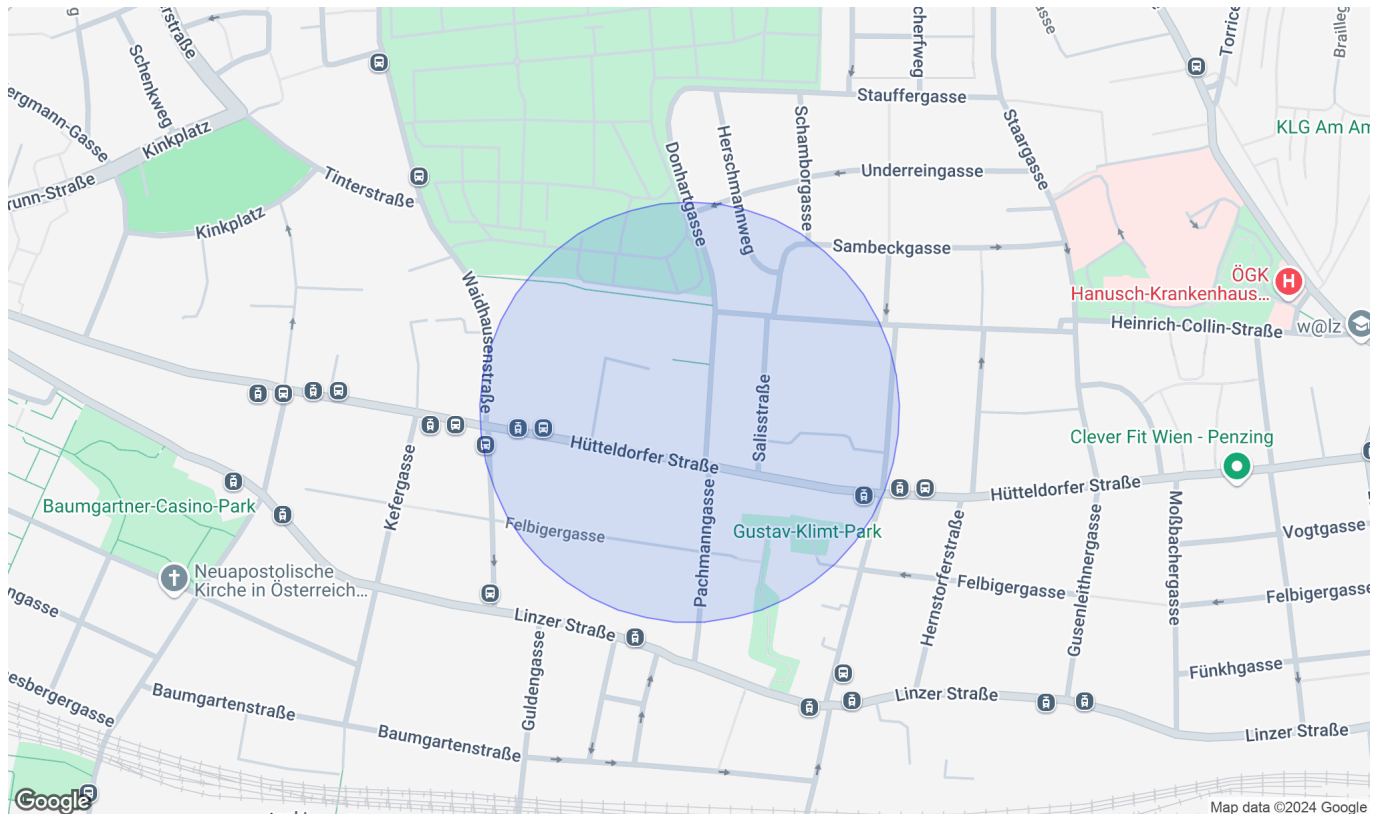 Schenkweg
Kinkplatz
Tinterstraße
Kinkplatz
Stauffergasse
Staargasse
Schamborgasse
Herschmannweg
Donhartgasse
Underreingasse
Sambeckgasse
KLG Am
ÖGK
Hanusch-Krankenhaus...
Heinrich-Collin-Straße
w@lz
Waidhausenstraße
Salisstraße
Hütteldorfer Straße
Clever Fit Wien - Penzing
Hütteldorfer Straße
Baumgartner-Casino-Park
Kefergasse
Felbigergasse
Pachmanngasse
Gustav-Klimt-Park
Hernstorferstraße
Gusenleithnergasse
Moßbachergasse
Vogtgasse
Felbigergasse
Felbigergasse
Neuapostolische
Kirche in Österreich...
Linzer Straße
Guldengasse
Fünkhgasse
Linzer Straße
Linzer Straße
Baumgartenstraße
Baumgartenstraße
Google
Map data ©2024 Google